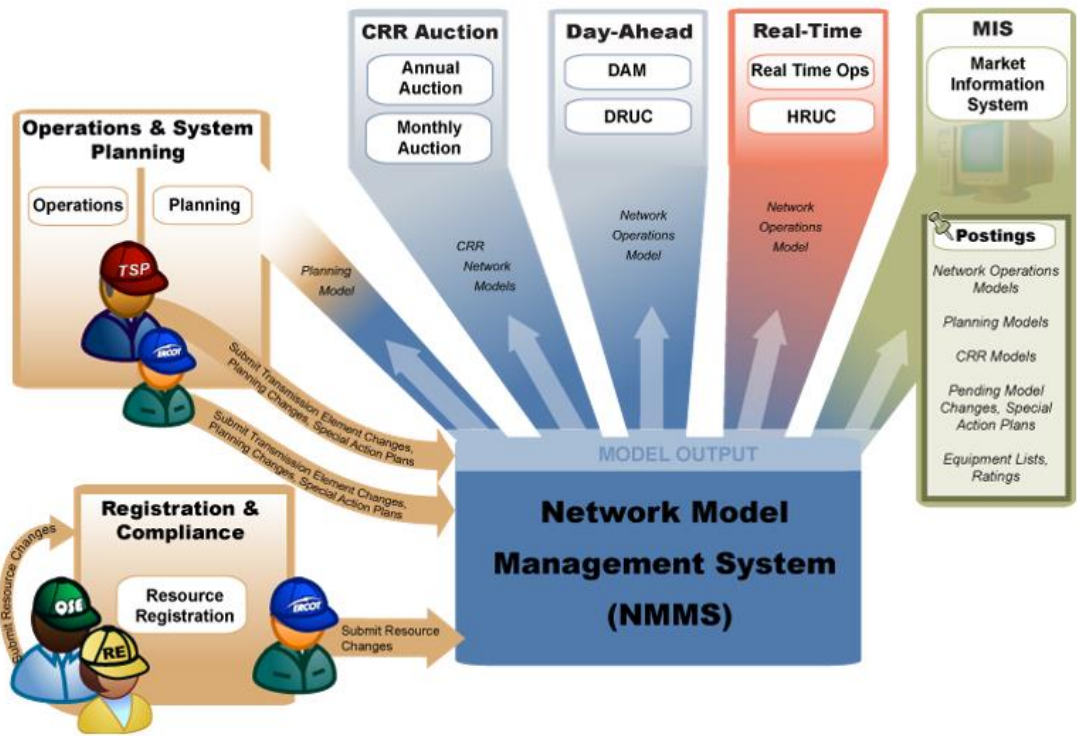 CRR Auction
Annual
Auction
Monthly
Auction
Day-Ahead
DAM
DRUC
Real-Time
Real Time Ops
HRUC
MIS
Market
Information
System
Operations & System
Planning
Operations
Planning
TSP
ERCOT
Planning
Model
CRR
Network
Models
Network
Operations
Model
Network
Operations
Model
Postings
Network Operations
Models
Planning Models
CRR Models
Pending Model
Changes, Special
Action Plans
Equipment Lists,
Ratings
Submit Transmission Element Changes,
Planning Changes, Special Action Plans
Submit Transmission Element Changes,
Planning Changes, Special Action Plans
MODEL OUTPUT
Network Model
Management System
(NMMS)
Registration &
Compliance
Resource
Registration
Submit Resource Changes
QSE
RE
ERCOT
Submit Resource
Changes